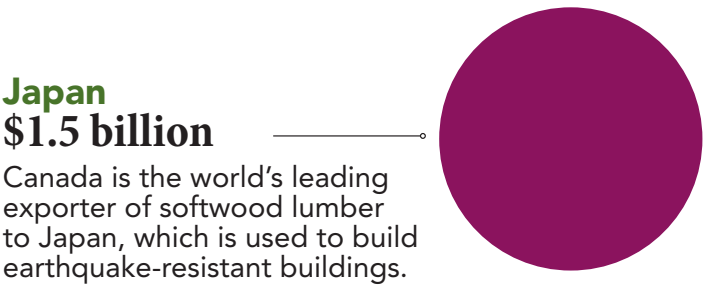 Japan
$1.5 billion
Canada is the world’s leading
exporter of softwood lumber
to Japan, which is used to build
earthquake-resistant buildings.